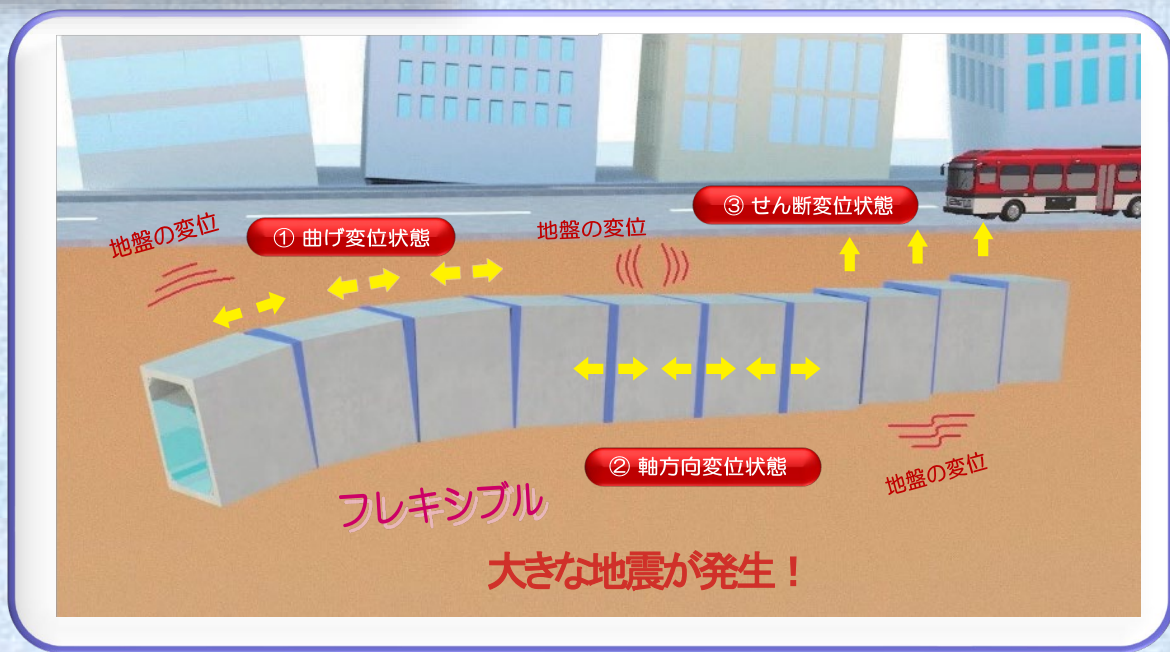 ③ せん断変位状態
地盤の変位
① 曲げ変位状態
地盤の変位
② 軸方向変位状態
地盤の変位
フレキシブル
大きな地震が発生！